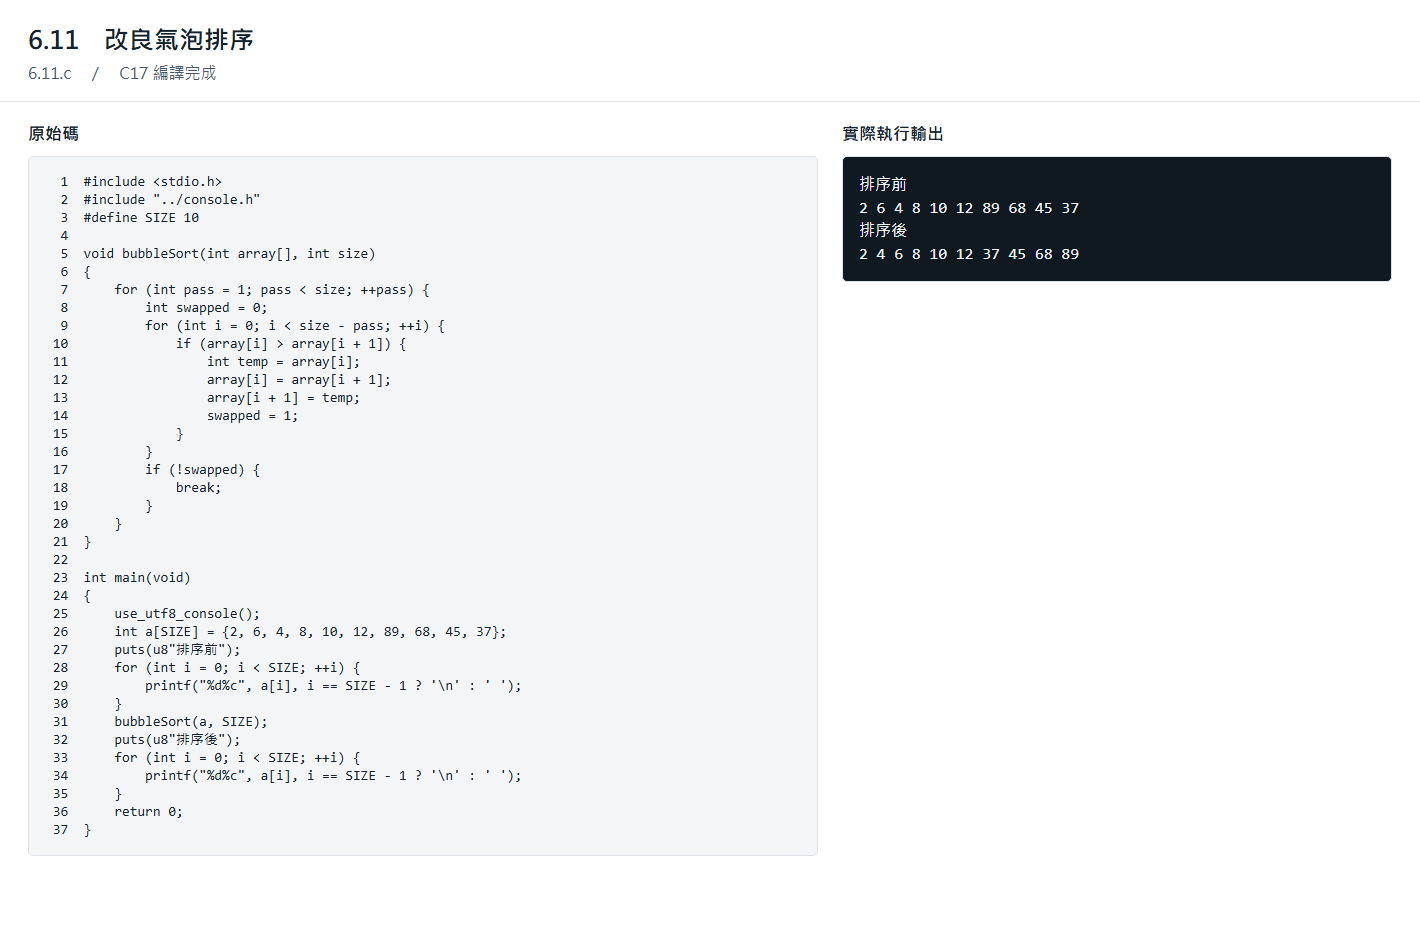 6.11 改良氣泡排序
6.11.c / C17 編譯完成
原始碼
1 #include <stdio.h>
2 #include "../console.h"
3 #define SIZE 10
4
5 void bubbleSort(int array[], int size)
6 {
7     for (int pass = 1; pass < size; ++pass) {
8         int swapped = 0;
9         for (int i = 0; i < size - pass; ++i) {
10             if (array[i] > array[i + 1]) {
11                 int temp = array[i];
12                 array[i] = array[i + 1];
13                 array[i + 1] = temp;
14                 swapped = 1;
15             }
16         }
17         if (!swapped) {
18             break;
19         }
20     }
21 }
22
23 int main(void)
24 {
25     use_utf8_console();
26     int a[SIZE] = {2, 6, 4, 8, 10, 12, 89, 68, 45, 37};
27     puts(u8"排序前");
28     for (int i = 0; i < SIZE; ++i) {
29         printf("%d%c", a[i], i == SIZE - 1 ? '\n' : ' ');
30     }
31     bubbleSort(a, SIZE);
32     puts(u8"排序後");
33     for (int i = 0; i < SIZE; ++i) {
34         printf("%d%c", a[i], i == SIZE - 1 ? '\n' : ' ');
35     }
36     return 0;
37 }
實際執行輸出
排序前
2 6 4 8 10 12 89 68 45 37
排序後
2 4 6 8 10 12 37 45 68 89